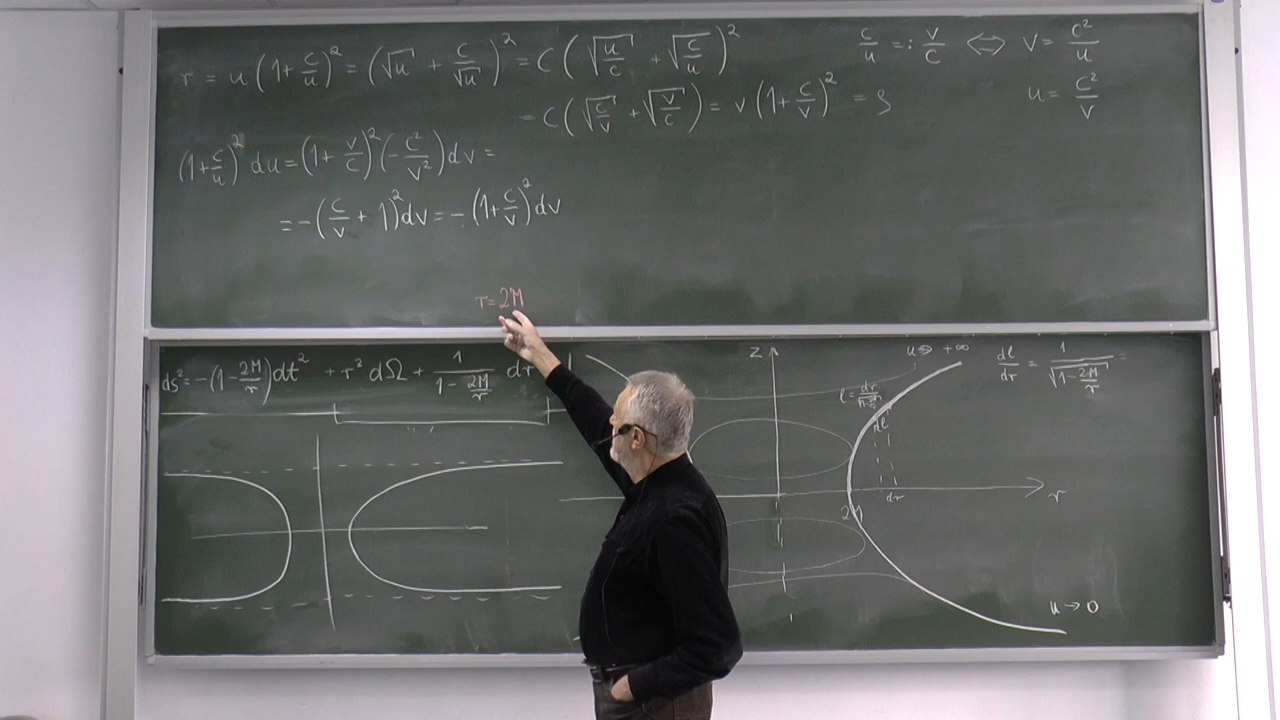 r = u(1+c/u)² = (√u + c/√u)² = C(√(u/c) + √(c/u))²
c/u =: v/c ⇔ v = c²/u
= C(√(c/v) + √(v/c))² = v(1+c/v)² = ρ
u = c²/v
(1+c/u)² du = (1+v/c)² (-c²/v²) dv =
= -(c/v + 1)² dv = -(1+c/v)² dv
r = 2M
ds² = -(1-2M/r)dt² + r² dΩ + 1/(1-2M/r) dr
z
u → +∞
dl/dr = 1/√(1-2M/r) =
dl
dr
r
2M
u → 0